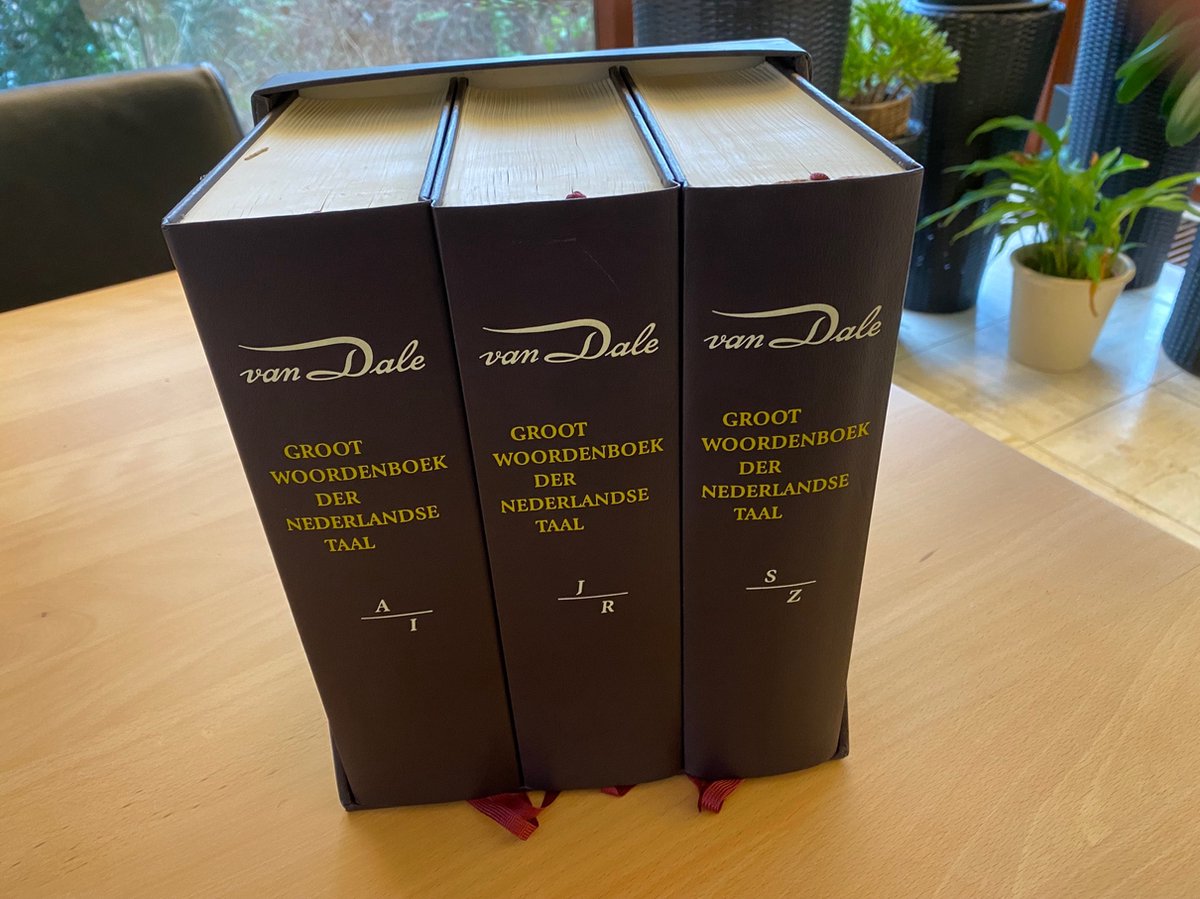 van Dale
GROOT
WOORDENBOEK
DER
NEDERLANDSE
TAAL
A
I
van Dale
GROOT
WOORDENBOEK
DER
NEDERLANDSE
TAAL
J
R
van Dale
GROOT
WOORDENBOEK
DER
NEDERLANDSE
TAAL
S
Z